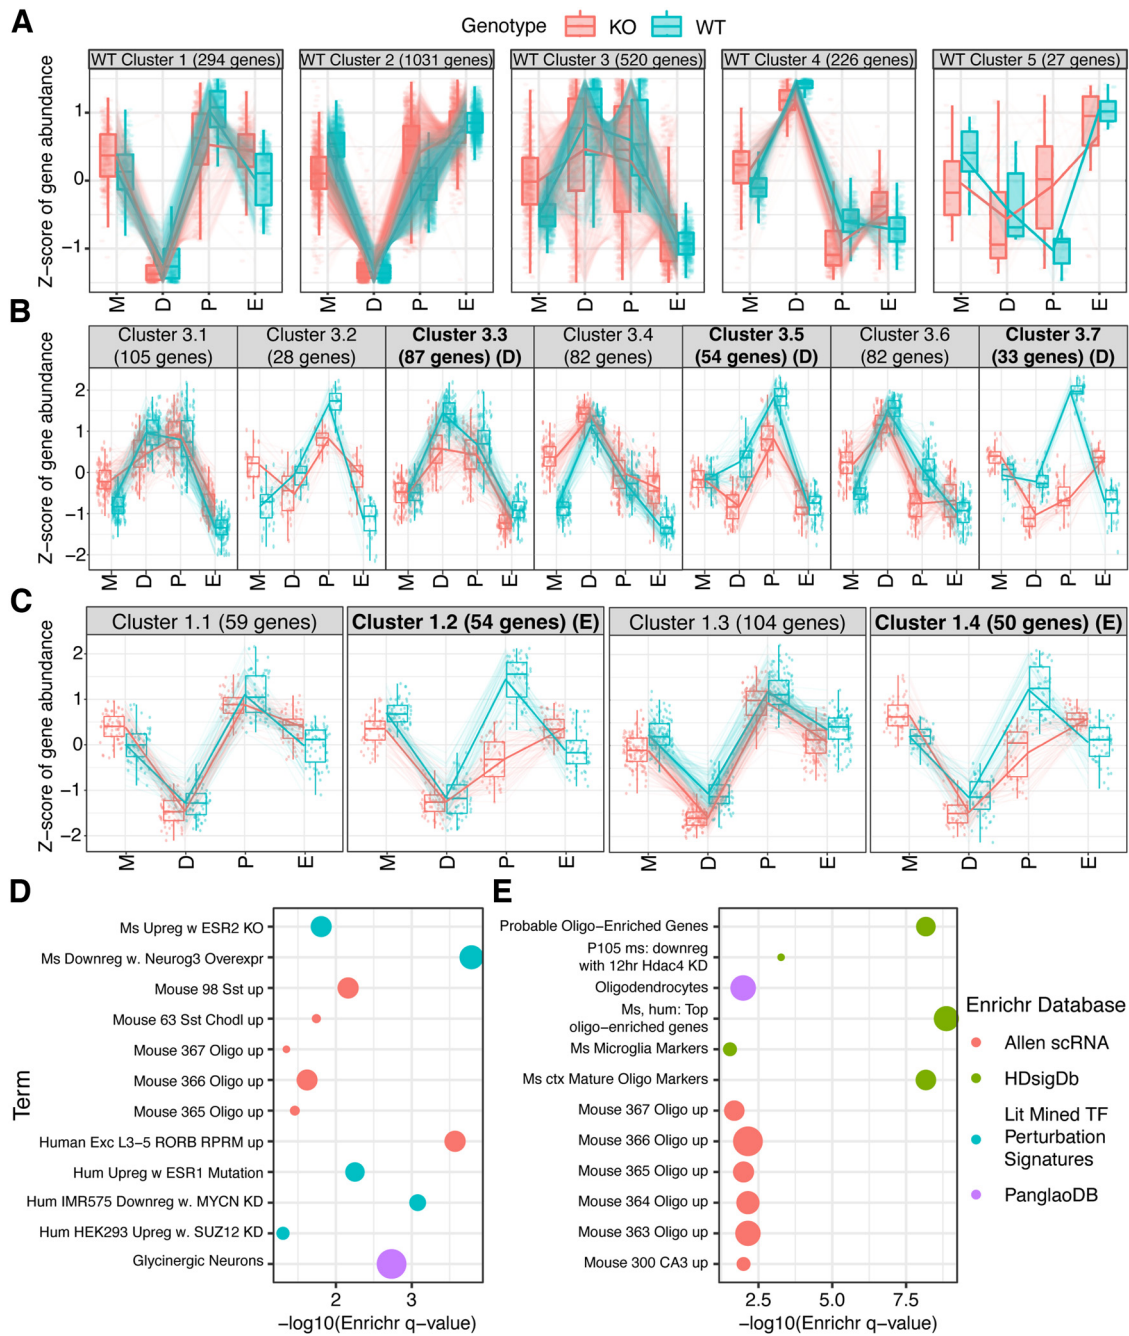 A
Genotype KO WT
WT Cluster 1 (294 genes)
WT Cluster 2 (1031 genes)
WT Cluster 3 (520 genes)
WT Cluster 4 (226 genes)
WT Cluster 5 (27 genes)
Z−score of gene abundance
1
0
−1
M D P E
M D P E
M D P E
M D P E
M D P E
B
Cluster 3.1
(105 genes)
Cluster 3.2
(28 genes)
Cluster 3.3
(87 genes) (D)
Cluster 3.4
(82 genes)
Cluster 3.5
(54 genes) (D)
Cluster 3.6
(82 genes)
Cluster 3.7
(33 genes) (D)
Z−score of gene abundance
2
1
0
−1
−2
M D P E
M D P E
M D P E
M D P E
M D P E
M D P E
M D P E
C
Cluster 1.1 (59 genes)
Cluster 1.2 (54 genes) (E)
Cluster 1.3 (104 genes)
Cluster 1.4 (50 genes) (E)
Z−score of gene abundance
2
1
0
−1
−2
M D P E
M D P E
M D P E
M D P E
D
Term
Ms Upreg w ESR2 KO
Ms Downreg w. Neurog3 Overexpr
Mouse 98 Sst up
Mouse 63 Sst Chodl up
Mouse 367 Oligo up
Mouse 366 Oligo up
Mouse 365 Oligo up
Human Exc L3−5 RORB RPRM up
Hum Upreg w ESR1 Mutation
Hum IMR575 Downreg w. MYCN KD
Hum HEK293 Upreg w. SUZ12 KD
Glycinergic Neurons
2 3
−log10(Enrichr q−value)
E
Probable Oligo−Enriched Genes
P105 ms: downreg
with 12hr Hdac4 KD
Oligodendrocytes
Ms, hum: Top
oligo−enriched genes
Ms Microglia Markers
Ms ctx Mature Oligo Markers
Mouse 367 Oligo up
Mouse 366 Oligo up
Mouse 365 Oligo up
Mouse 364 Oligo up
Mouse 363 Oligo up
Mouse 300 CA3 up
2.5 5.0 7.5
−log10(Enrichr q−value)
Enrichr Database
Allen scRNA
HDsigDb
Lit Mined TF
Perturbation
Signatures
PanglaoDB